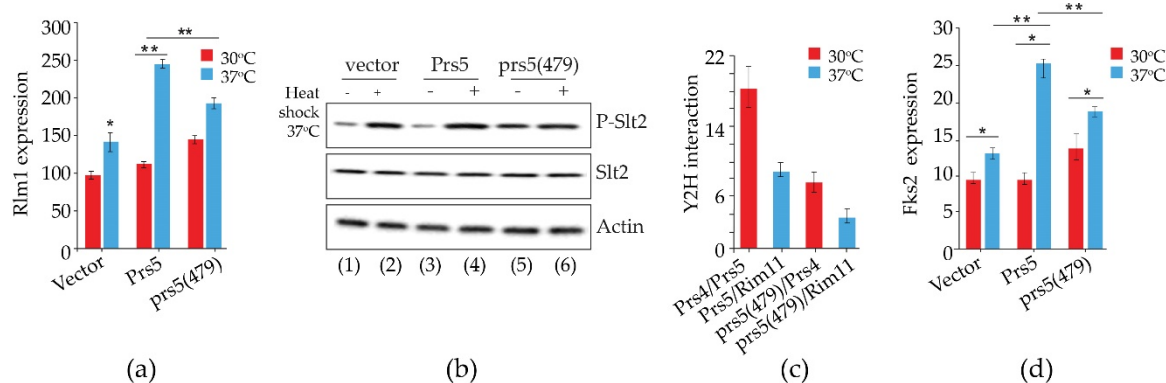 Rlm1 expression
300
250
200
150
100
50
0
**
**
*
30°C
37°C
Vector
Prs5
prs5(479)
(a)
vector Prs5 prs5(479)
Heat shock 37°C
- + - + - +
P-Slt2
Slt2
Actin
(1) (2) (3) (4) (5) (6)
(b)
Y2H interaction
22
18
12
6
0
30°C
37°C
Prs4/Prs5
Prs5/Rim11
prs5(479)/Prs4
prs5(479)/Rim11
(c)
Fks2 expression
30
25
20
15
10
5
0
** **
*
*
*
30°C
37°C
Vector
Prs5
prs5(479)
(d)